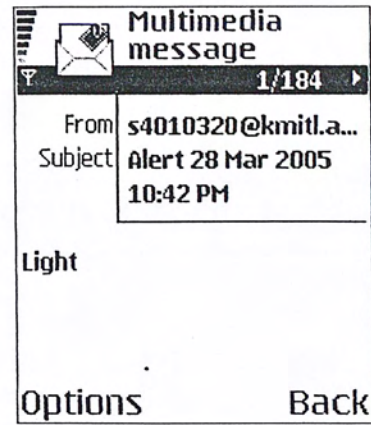 Multimedia
message
1/184
From s4010320@kmitl.a...
Subject Alert 28 Mar 2005
10:42 PM
Light
Options Back